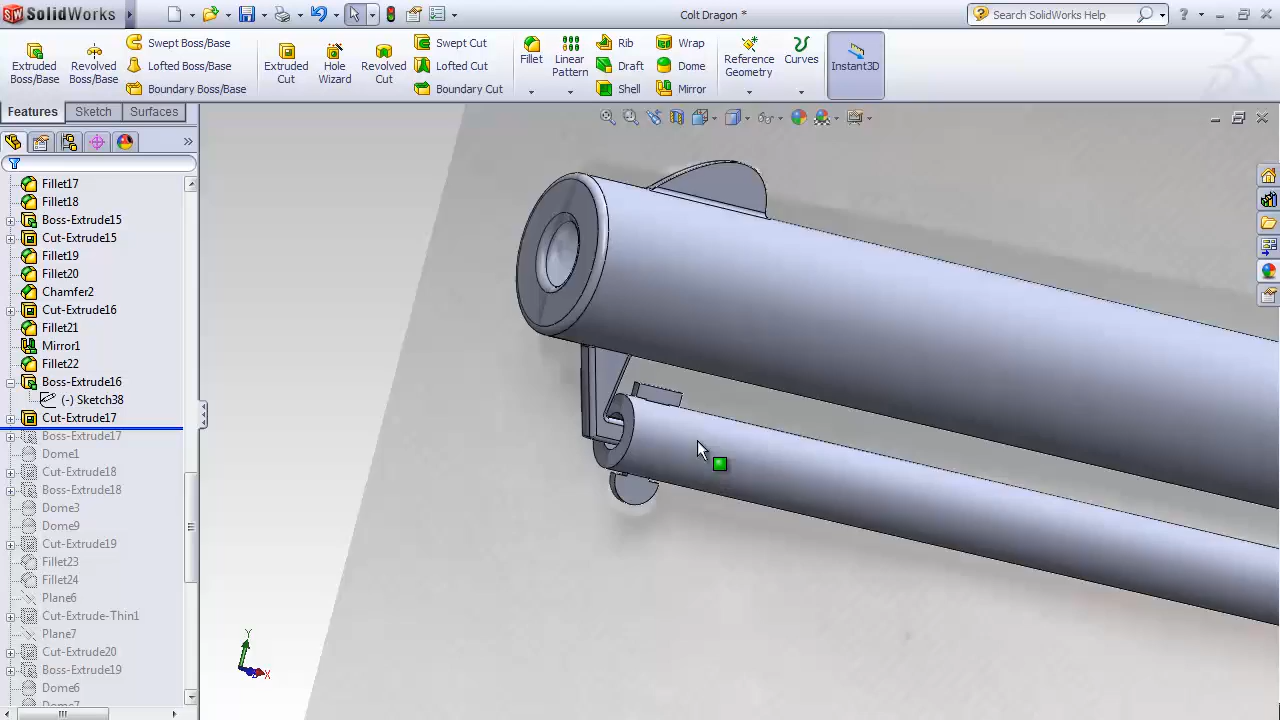 SolidWorks
Colt Dragon *
Search SolidWorks Help
Extruded Boss/Base
Revolved Boss/Base
Swept Boss/Base
Lofted Boss/Base
Boundary Boss/Base
Extruded Cut
Hole Wizard
Revolved Cut
Swept Cut
Lofted Cut
Boundary Cut
Fillet
Linear Pattern
Rib
Draft
Shell
Wrap
Dome
Mirror
Reference Geometry
Curves
Instant3D
Features
Sketch
Surfaces
Fillet17
Fillet18
Boss-Extrude15
Cut-Extrude15
Fillet19
Fillet20
Chamfer2
Cut-Extrude16
Fillet21
Mirror1
Fillet22
Boss-Extrude16
(-) Sketch38
Cut-Extrude17
Boss-Extrude17
Dome1
Cut-Extrude18
Boss-Extrude18
Dome3
Dome9
Cut-Extrude19
Fillet23
Fillet24
Plane6
Cut-Extrude-Thin1
Plane7
Cut-Extrude20
Boss-Extrude19
Dome6
Dome7
Y
X